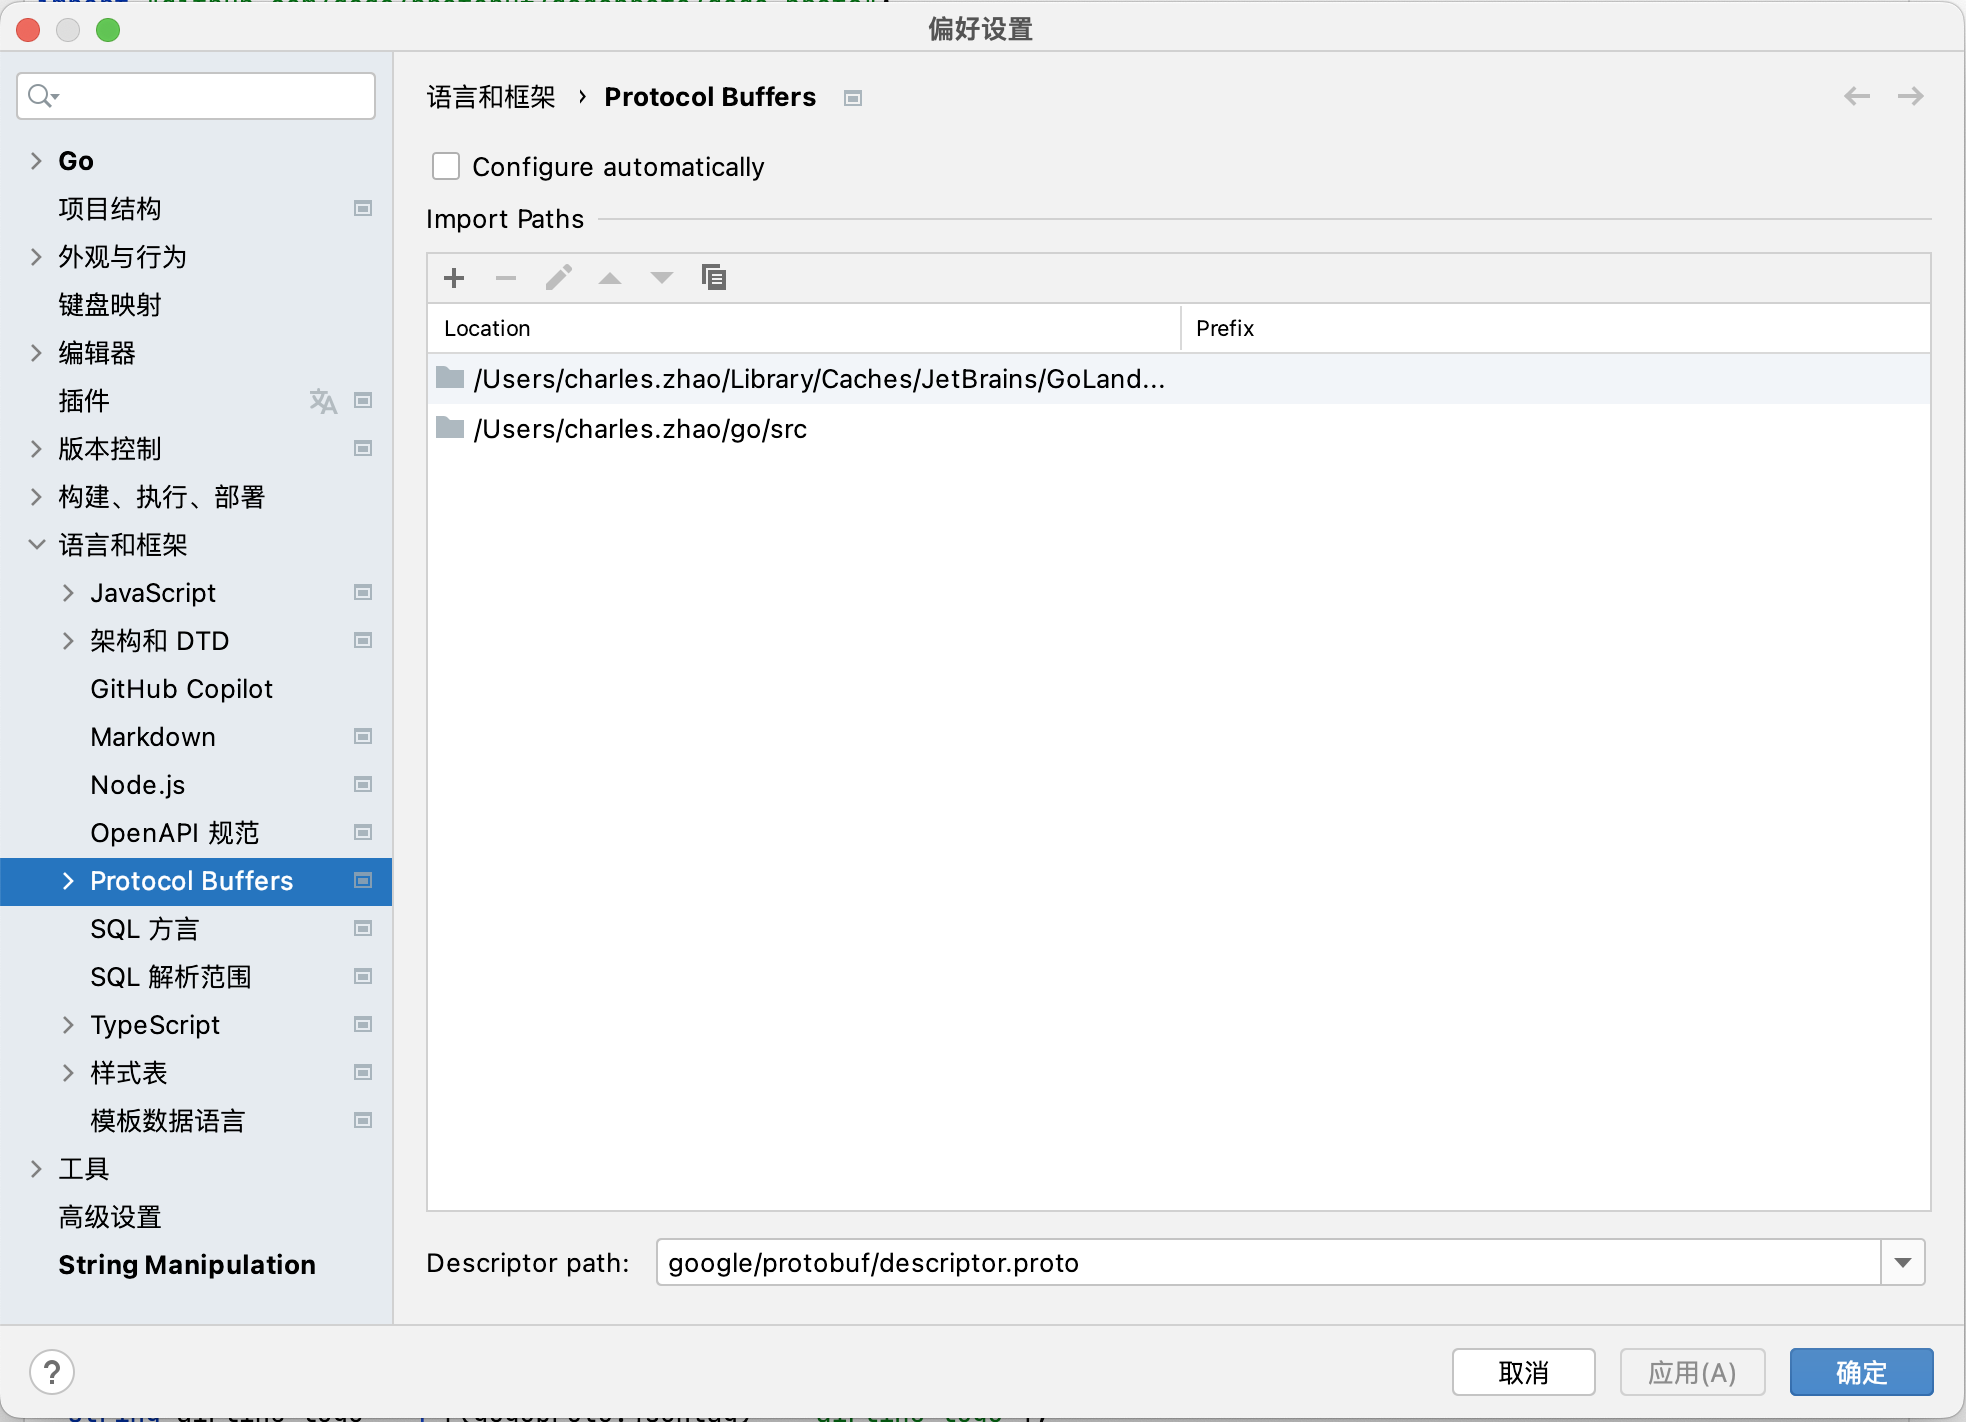 偏好设置
Go
项目结构
外观与行为
键盘映射
编辑器
插件
版本控制
构建、执行、部署
语言和框架
JavaScript
架构和 DTD
GitHub Copilot
Markdown
Node.js
OpenAPI 规范
Protocol Buffers
SQL 方言
SQL 解析范围
TypeScript
样式表
模板数据语言
工具
高级设置
String Manipulation
语言和框架 › Protocol Buffers
Configure automatically
Import Paths
Location Prefix
/Users/charles.zhao/Library/Caches/JetBrains/GoLand...
/Users/charles.zhao/go/src
Descriptor path: google/protobuf/descriptor.proto
?
取消 应用(A) 确定